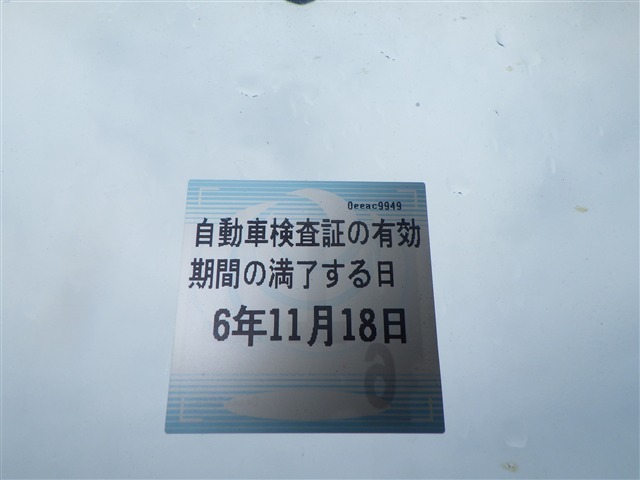 0eeac9949
自動車検査証の有効
期間の満了する日
6年11月18日